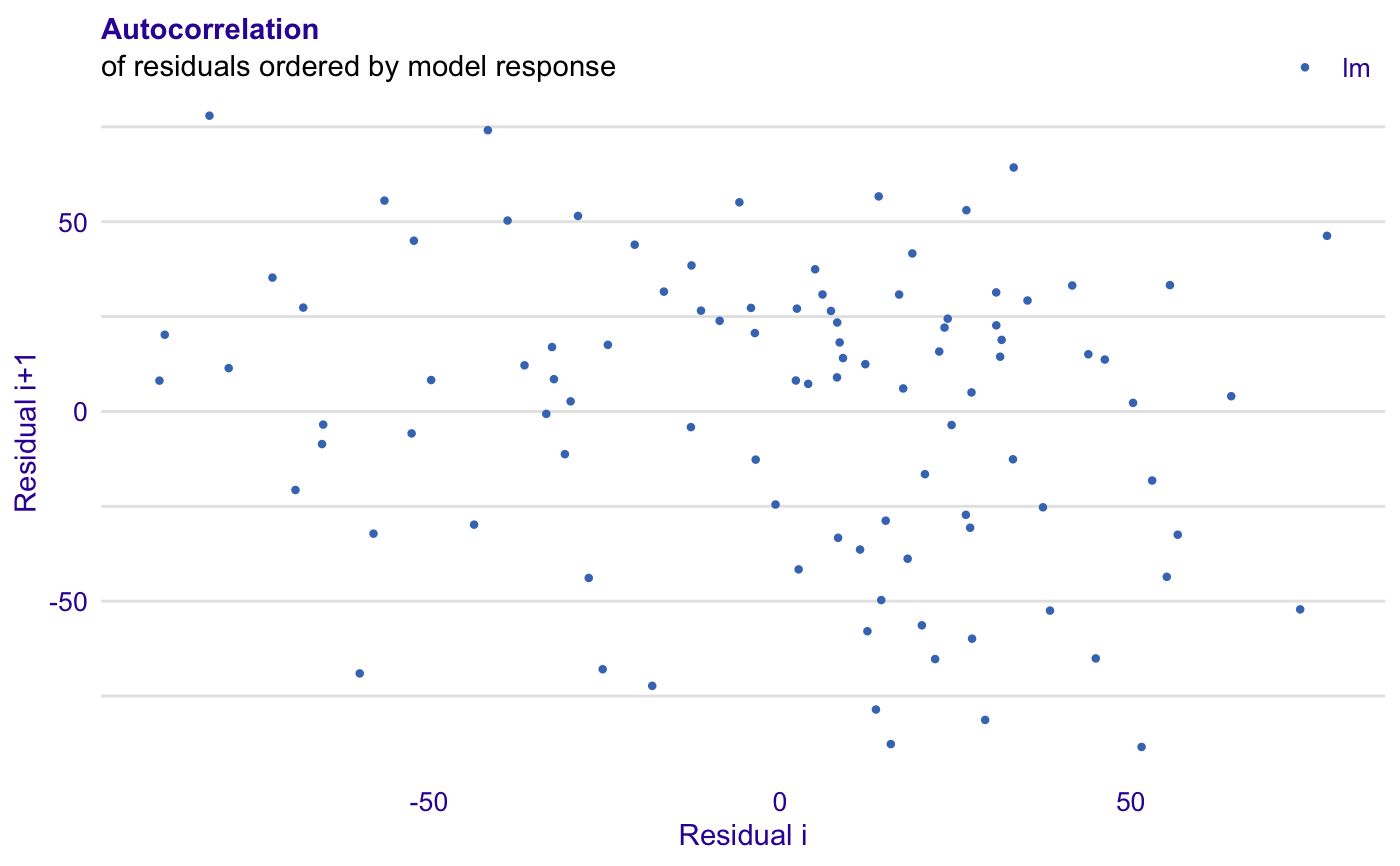 Autocorrelation
of residuals ordered by model response
lm
Residual i+1
50
0
-50
-50 0 50
Residual i